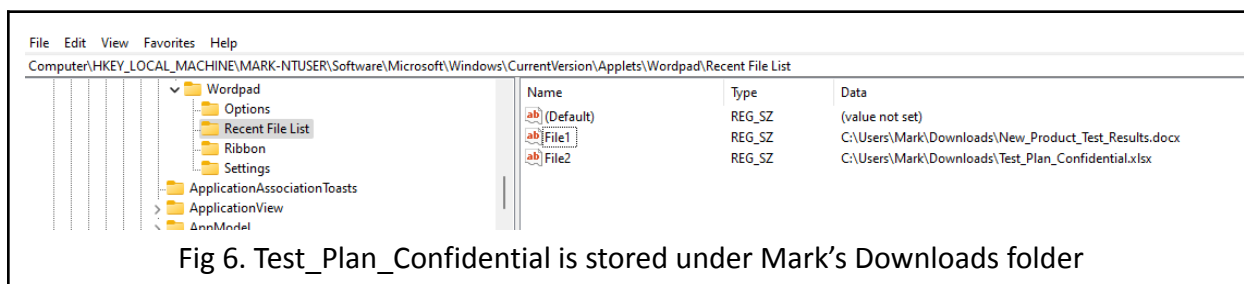 File Edit View Favorites Help
Computer\HKEY_LOCAL_MACHINE\MARK-NTUSER\Software\Microsoft\Windows\CurrentVersion\Applets\Wordpad\Recent File List
Wordpad
Options
Recent File List
Ribbon
Settings
ApplicationAssociationToasts
ApplicationView
AppModel
Name Type Data
(Default) REG_SZ (value not set)
File1 REG_SZ C:\Users\Mark\Downloads\New_Product_Test_Results.docx
File2 REG_SZ C:\Users\Mark\Downloads\Test_Plan_Confidential.xlsx
Fig 6. Test_Plan_Confidential is stored under Mark’s Downloads folder